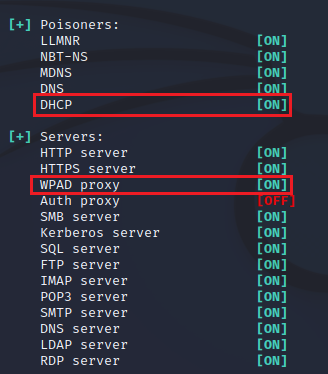 [+] Poisoners:
LLMNR [ON]
NBT-NS [ON]
MDNS [ON]
DNS [ON]
DHCP [ON]
[+] Servers:
HTTP server [ON]
HTTPS server [ON]
WPAD proxy [ON]
Auth proxy [OFF]
SMB server [ON]
Kerberos server [ON]
SQL server [ON]
FTP server [ON]
IMAP server [ON]
POP3 server [ON]
SMTP server [ON]
DNS server [ON]
LDAP server [ON]
RDP server [ON]